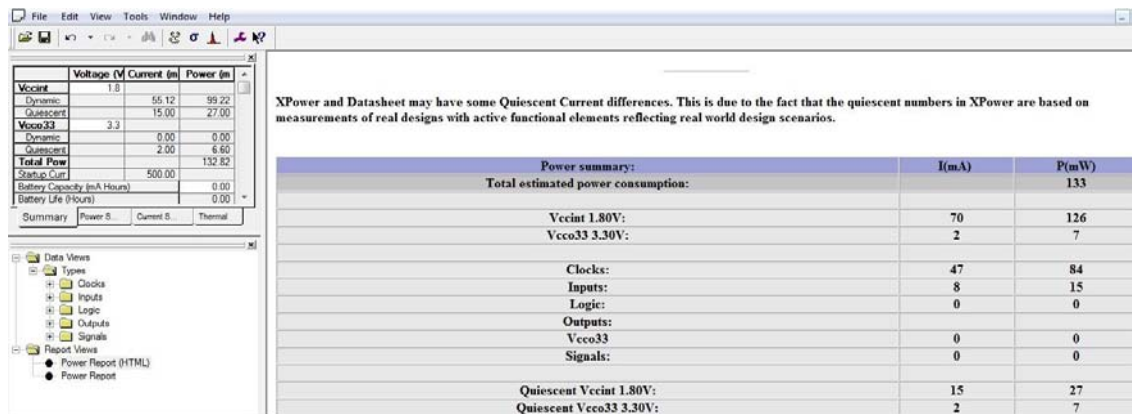 File Edit View Tools Window Help
Voltage (V Current (m Power (m
Vccint 1.8
Dynamic 55.12 99.22
Quiescent 15.00 27.00
Vcco33 3.3
Dynamic 0.00 0.00
Quiescent 2.00 6.60
Total Pow 132.82
Startup Curr 500.00
Battery Capacity (mA Hours) 0.00
Battery Life (Hours) 0.00
Summary Power S... Current S... Thermal
Data Views
Types
Clocks
Inputs
Logic
Outputs
Signals
Report Views
Power Report (HTML)
Power Report
XPower and Datasheet may have some Quiescent Current differences. This is due to the fact that the quiescent numbers in XPower are based on
measurements of real designs with active functional elements reflecting real world design scenarios.
Power summary: I(mA) P(mW)
Total estimated power consumption: 133
Vccint 1.80V: 70 126
Vcco33 3.30V: 2 7
Clocks: 47 84
Inputs: 8 15
Logic: 0 0
Outputs:
Vcco33 0 0
Signals: 0 0
Quiescent Vccint 1.80V: 15 27
Quiescent Vcco33 3.30V: 2 7